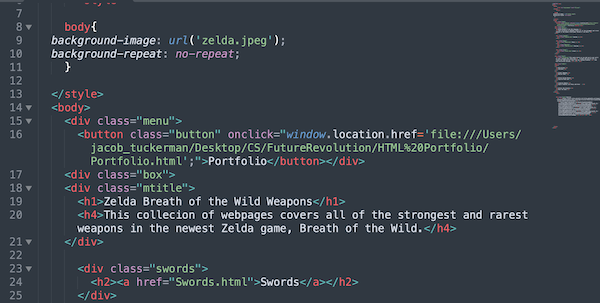 7
8 body{
9 background-image: url('zelda.jpeg');
10 background-repeat: no-repeat;
11 }
12
13 </style>
14 <body>
15 <div class="menu">
16 <button class="button" onclick="window.location.href='file:///Users/
jacob_tuckerman/Desktop/CS/FutureRevolution/HTML%20Portfolio/
Portfolio.html';">Portfolio</button></div>
17 <div class="box">
18 <div class="mtitle">
19 <h1>Zelda Breath of the Wild Weapons</h1>
20 <h4>This collecion of webpages covers all of the strongest and rarest
weapons in the newest Zelda game, Breath of the Wild.</h4>
21 </div>
22
23 <div class="swords">
24 <h2><a href="Swords.html">Swords</a></h2>
25 </div>